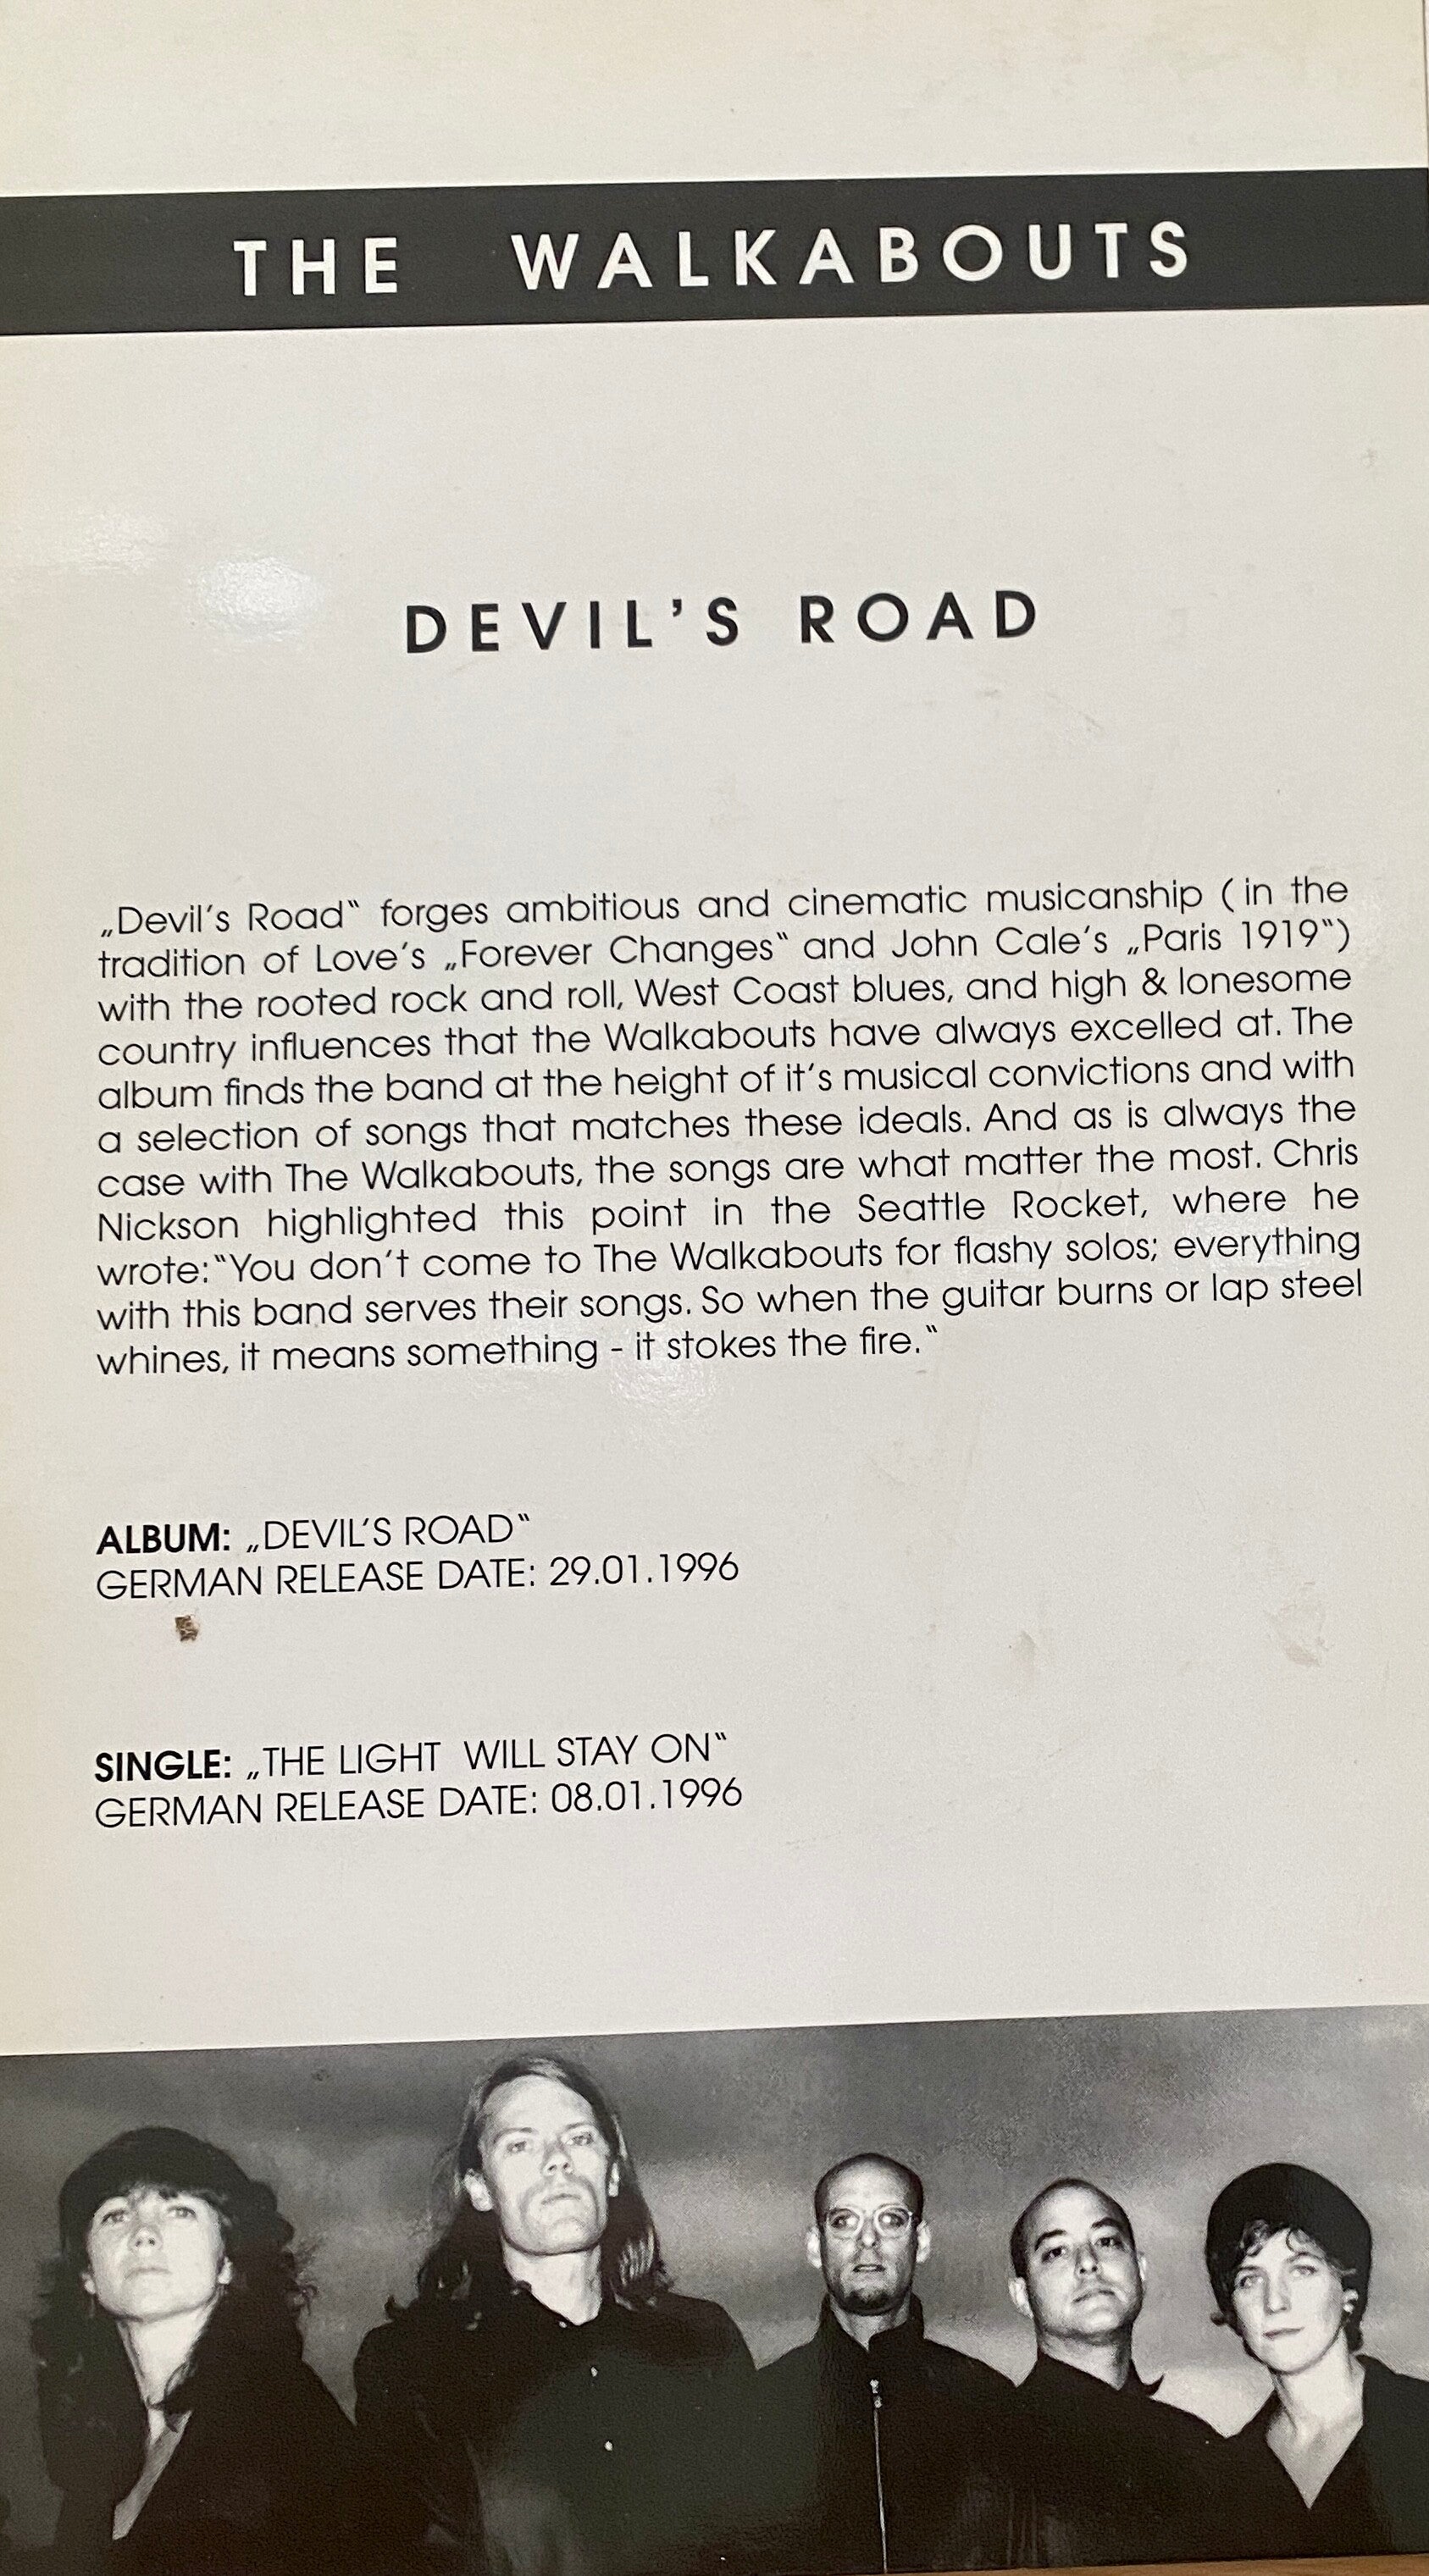 THE WALKABOUTS
DEVIL'S ROAD
„Devil's Road“ forges ambitious and cinematic musicanship ( in the
tradition of Love's „Forever Changes“ and John Cale's „Paris 1919“)
with the rooted rock and roll, West Coast blues, and high & lonesome
country influences that the Walkabouts have always excelled at. The
album finds the band at the height of it's musical convictions and with
a selection of songs that matches these ideals. And as is always the
case with The Walkabouts, the songs are what matter the most. Chris
Nickson highlighted this point in the Seattle Rocket, where he
wrote:“You don't come to The Walkabouts for flashy solos; everything
with this band serves their songs. So when the guitar burns or lap steel
whines, it means something - it stokes the fire.“
ALBUM: „DEVIL'S ROAD“
GERMAN RELEASE DATE: 29.01.1996
SINGLE: „THE LIGHT WILL STAY ON“
GERMAN RELEASE DATE: 08.01.1996